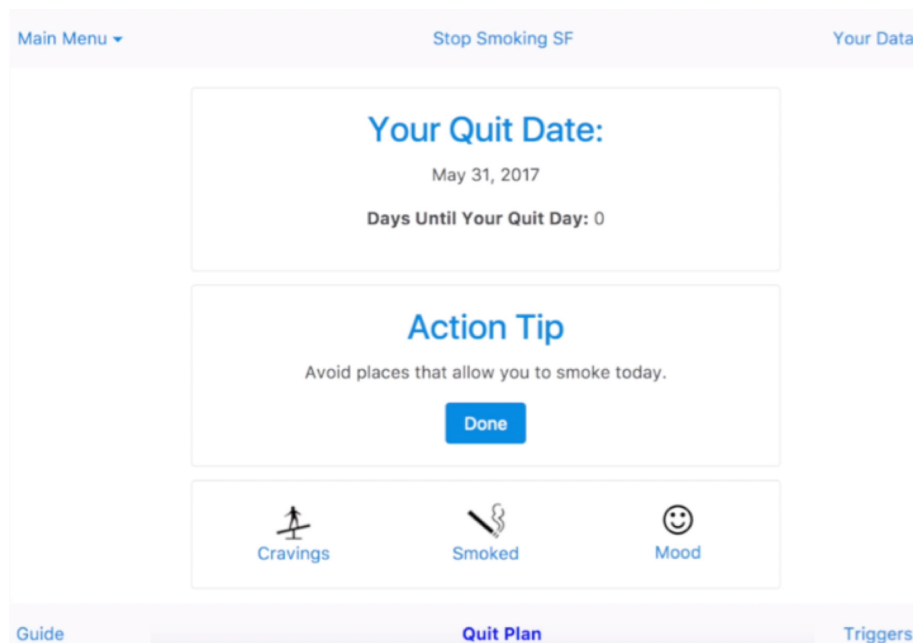 Main Menu
Stop Smoking SF
Your Data
Your Quit Date:
May 31, 2017
Days Until Your Quit Day: 0
Action Tip
Avoid places that allow you to smoke today.
Done
Cravings
Smoked
Mood
Guide
Quit Plan
Triggers